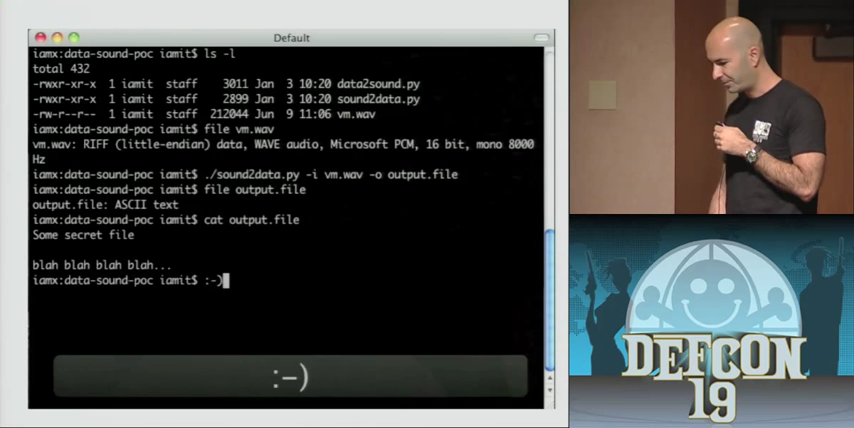 Default
iamx:data-sound-poc iamit$ ls -l
total 432
-rwxr-xr-x 1 iamit staff 3011 Jan 3 10:20 data2sound.py
-rwxr-xr-x 1 iamit staff 2899 Jan 3 10:20 sound2data.py
-rw-r--r-- 1 iamit staff 212044 Jun 9 11:06 vm.wav
iamx:data-sound-poc iamit$ file vm.wav
vm.wav: RIFF (little-endian) data, WAVE audio, Microsoft PCM, 16 bit, mono 8000
Hz
iamx:data-sound-poc iamit$ ./sound2data.py -i vm.wav -o output.file
iamx:data-sound-poc iamit$ file output.file
output.file: ASCII text
iamx:data-sound-poc iamit$ cat output.file
Some secret file
blah blah blah blah...
iamx:data-sound-poc iamit$ :-)
:-)
DEFCON
19